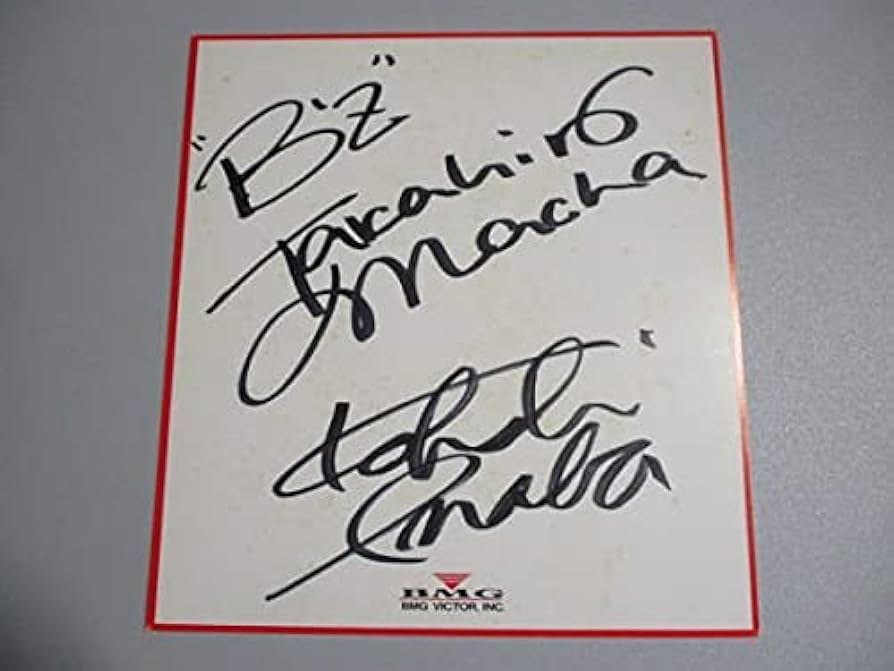 "B'z"
Takahiro
Matsumoto
Koshi
Inaba
BMG
BMG VICTOR, INC.